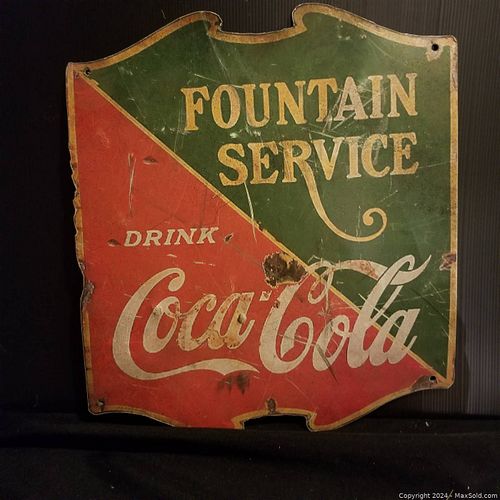 FOUNTAIN
SERVICE
DRINK
Coca-Cola
Copyright 2024 - MaxSold.com